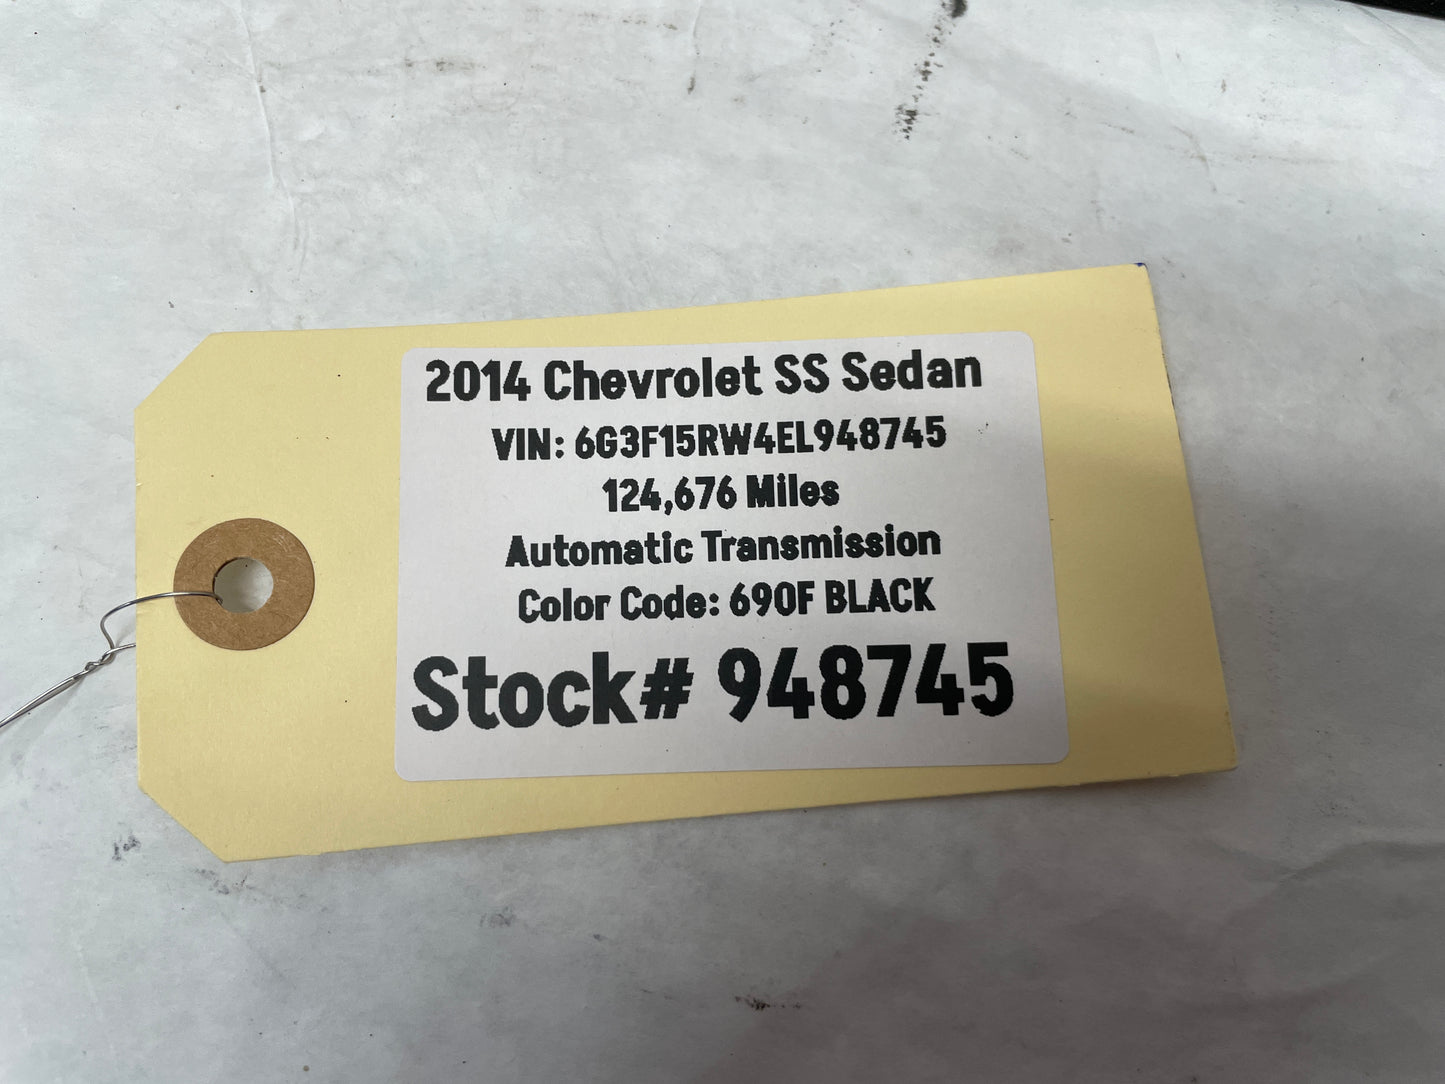 2014 Chevrolet SS Sedan
VIN: 6G3F15RW4EL948745
124,676 Miles
Automatic Transmission
Color Code: 690F BLACK
Stock# 948745